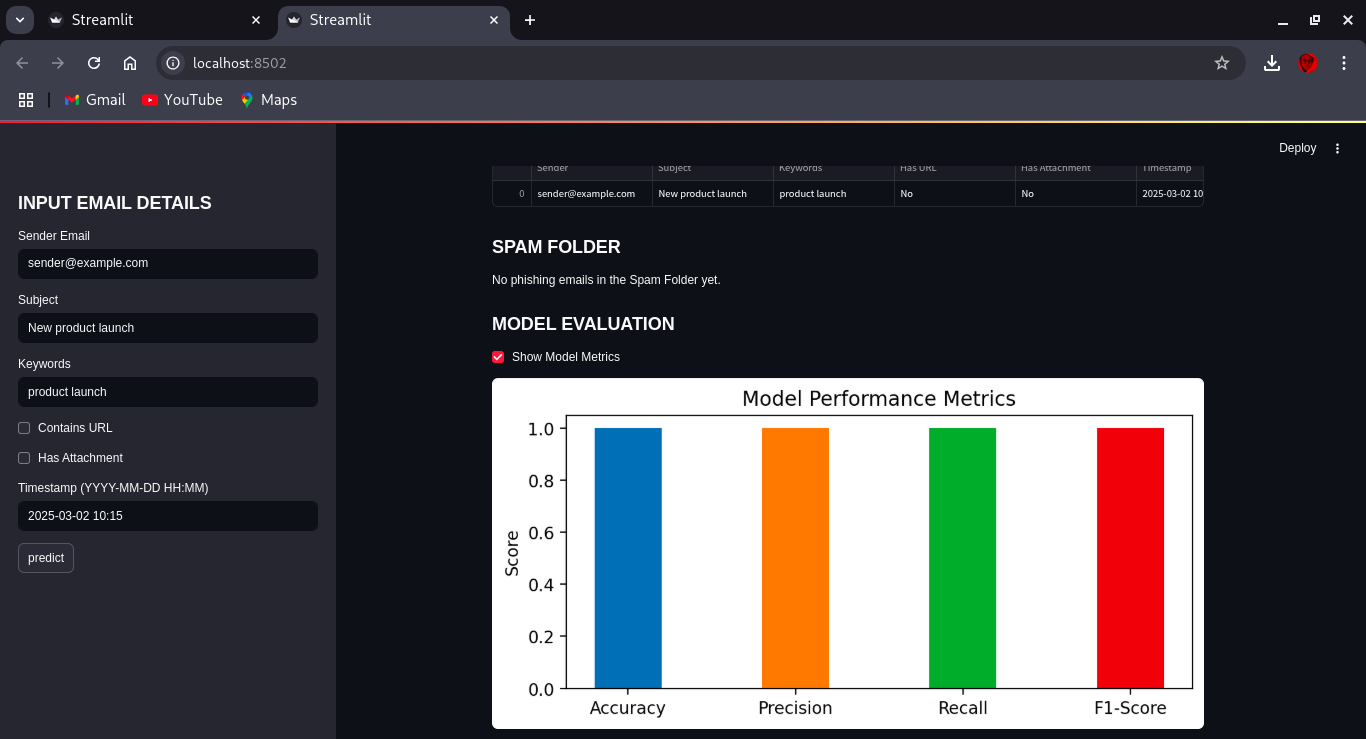 Streamlit
Streamlit
localhost:8502
Gmail
YouTube
Maps
Deploy
INPUT EMAIL DETAILS
Sender Email
sender@example.com
Subject
New product launch
Keywords
product launch
Contains URL
Has Attachment
Timestamp (YYYY-MM-DD HH:MM)
2025-03-02 10:15
predict
Sender Subject Keywords Has URL Has Attachment Timestamp
0 sender@example.com New product launch product launch No No 2025-03-02 10
SPAM FOLDER
No phishing emails in the Spam Folder yet.
MODEL EVALUATION
Show Model Metrics
Model Performance Metrics
1.0
0.8
0.6
0.4
0.2
0.0
Score
Accuracy Precision Recall F1-Score